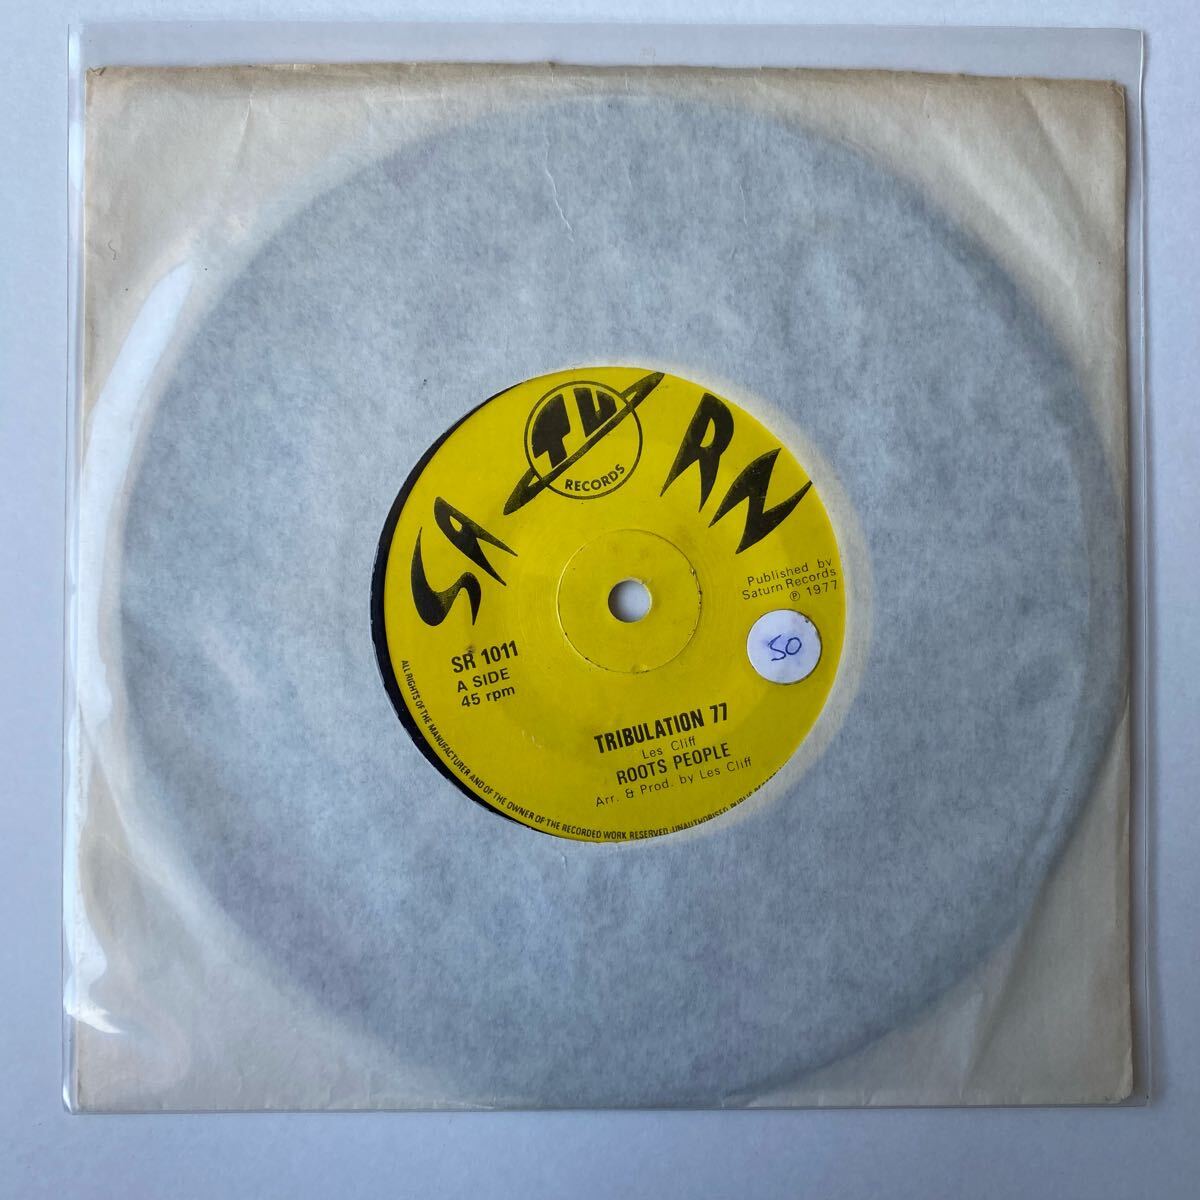 SATURN
RECORDS
Published by
Saturn Records
℗ 1977
SR 1011
A SIDE
45 rpm
50
TRIBULATION 77
Les Cliff
ROOTS PEOPLE
Arr. & Prod. by Les Cliff
ALL RIGHTS OF THE MANUFACTURER AND OF THE OWNER OF THE RECORDED WORK RESERVED. UNAUTHORISED PUBLIC